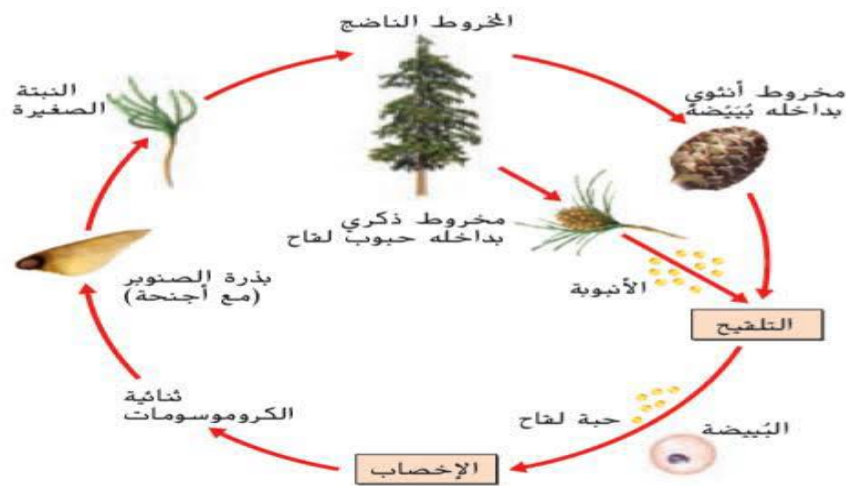 المخروط الناضج
مخروط أنثوي
بداخله بُيَيْضة
مخروط ذكري
بداخله حبوب لقاح
الأنبوبة
التلقيح
البُييضة
حبة لقاح
الإخصاب
ثنائية
الكروموسومات
بذرة الصنوبر
(مع أجنحة)
النبتة
الصغيرة